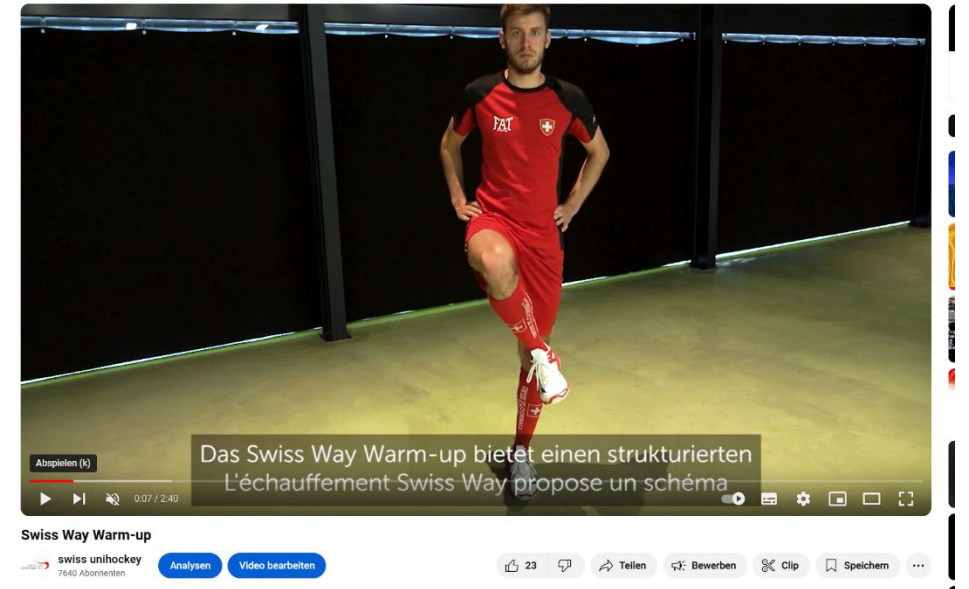 FAT
Das Swiss Way Warm-up bietet einen strukturierten
L'échauffement Swiss Way propose un schéma
Abspielen (k)
0:07 / 2:40
Swiss Way Warm-up
swiss unihockey
7640 Abonnenten
Analysen
Video bearbeiten
23
Teilen
Bewerben
Clip
Speichern